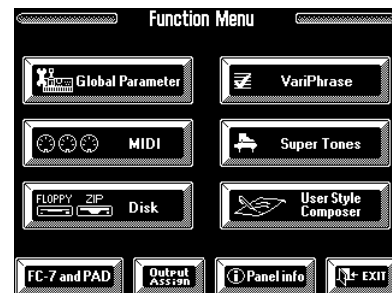 Function Menu
Global Parameter
VariPhrase
MIDI
Super Tones
FLOPPY ZIP
Disk
User Style
Composer
FC-7 and PAD
Output
Assign
Panel info
EXIT